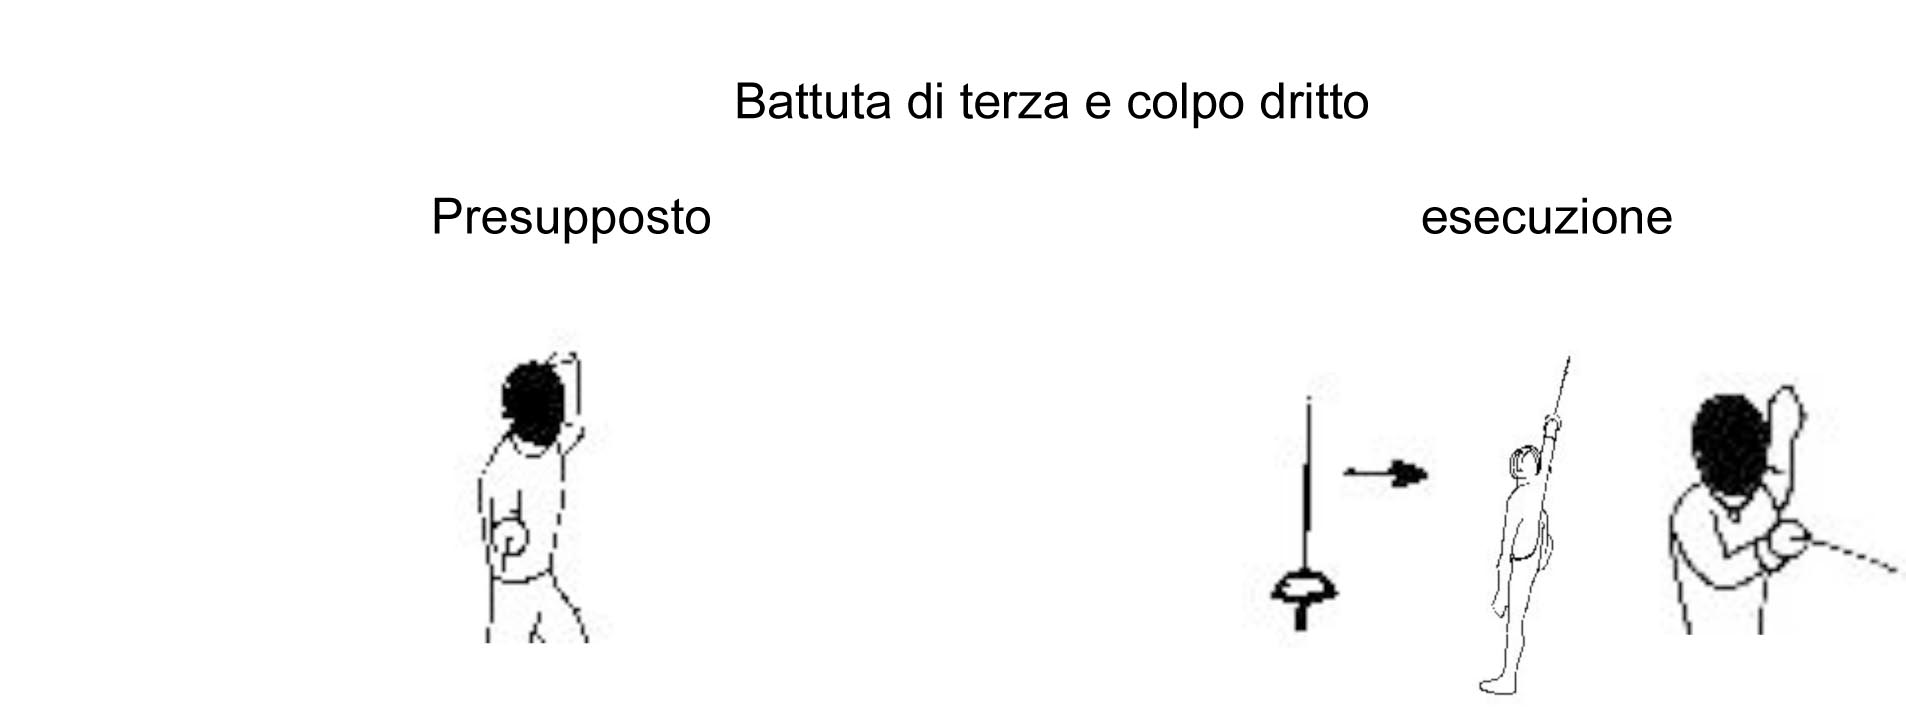 Battuta di terza e colpo dritto
Presupposto
esecuzione